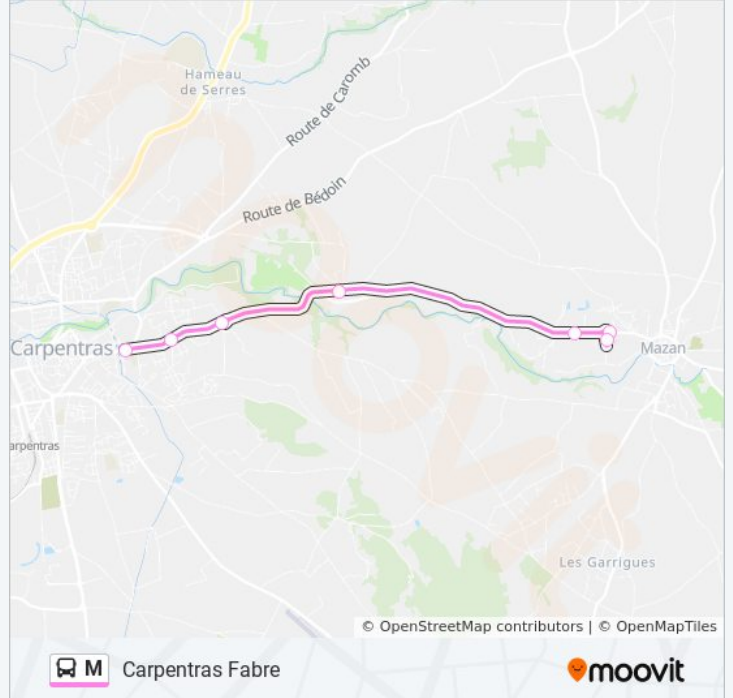 Hameau
de Serres
Route de Caromb
Route de Bédoin
Carpentras
Mazan
arpentras
Les Garrigues
© OpenStreetMap contributors | © OpenMapTiles
M Carpentras Fabre
moovit